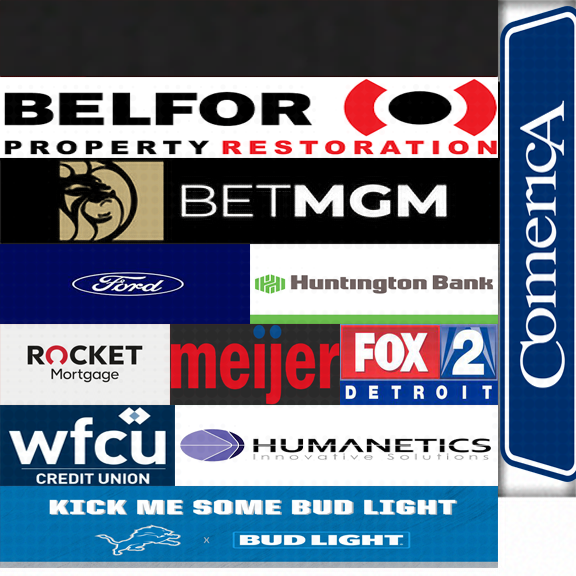 BELFOR
PROPERTY RESTORATION
BETMGM
Ford
Huntington Bank
ROCKET
Mortgage
meijer
FOX 2
DETROIT
wfcu
CREDIT UNION
HUMANETICS
Innovative Solutions
KICK ME SOME BUD LIGHT
x BUD LIGHT
ComericA